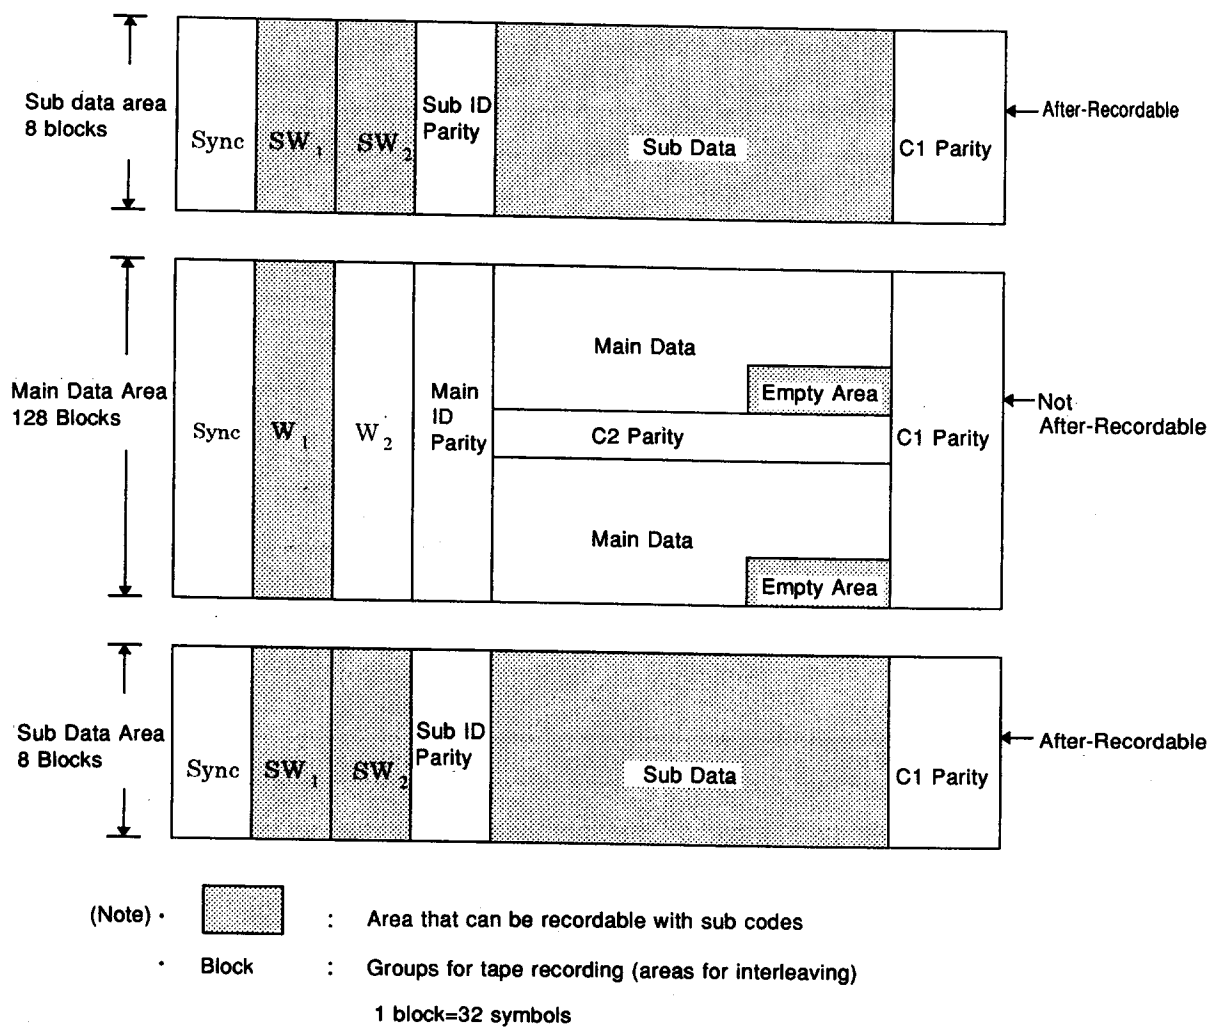 Sub data area
8 blocks
Sync
SW1
SW2
Sub ID
Parity
Sub Data
C1 Parity
After-Recordable
Main Data Area
128 Blocks
Sync
W1
W2
Main
ID
Parity
Main Data
Empty Area
C2 Parity
Main Data
Empty Area
C1 Parity
Not
After-Recordable
Sub Data Area
8 Blocks
Sync
SW1
SW2
Sub ID
Parity
Sub Data
C1 Parity
After-Recordable
(Note) · : Area that can be recordable with sub codes
· Block : Groups for tape recording (areas for interleaving)
1 block=32 symbols